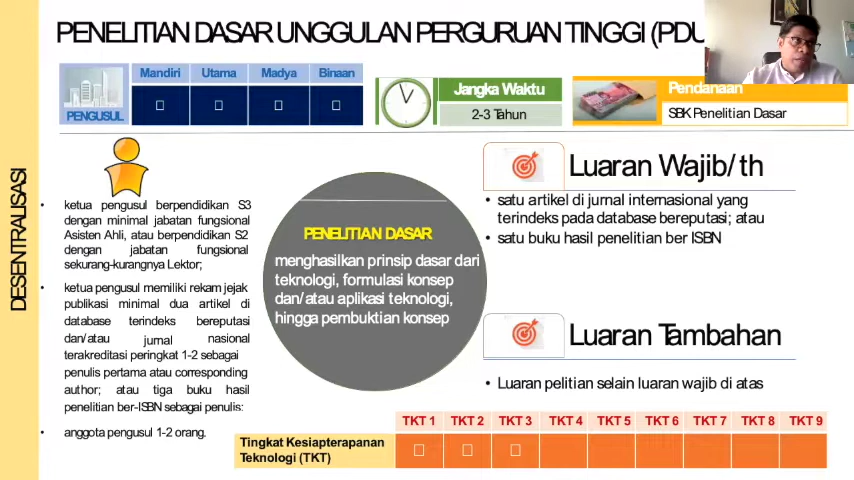 PENELITIAN DASAR UNGGULAN PERGURUAN TINGGI (PDU
PENGUSUL
Mandiri Utama Madya Binaan
Jangka Waktu
2-3 Tahun
Pendanaan
SBK Penelitian Dasar
DESENTRALISASI
• ketua pengusul berpendidikan S3
dengan minimal jabatan fungsional
Asisten Ahli, atau berpendidikan S2
dengan jabatan fungsional
sekurang-kurangnya Lektor;
• ketua pengusul memiliki rekam jejak
publikasi minimal dua artikel di
database terindeks bereputasi
dan/atau jurnal nasional
terakreditasi peringkat 1-2 sebagai
penulis pertama atau corresponding
author; atau tiga buku hasil
penelitian ber-ISBN sebagai penulis:
• anggota pengusul 1-2 orang.
PENELITIAN DASAR
menghasilkan prinsip dasar dari
teknologi, formulasi konsep
dan/atau aplikasi teknologi,
hingga pembuktian konsep
Luaran Wajib/th
• satu artikel di jurnal internasional yang
terindeks pada database bereputasi; atau
• satu buku hasil penelitian ber ISBN
Luaran Tambahan
• Luaran pelitian selain luaran wajib di atas
TKT 1 TKT 2 TKT 3 TKT 4 TKT 5 TKT 6 TKT 7 TKT 8 TKT 9
Tingkat Kesiapterapanan
Teknologi (TKT)